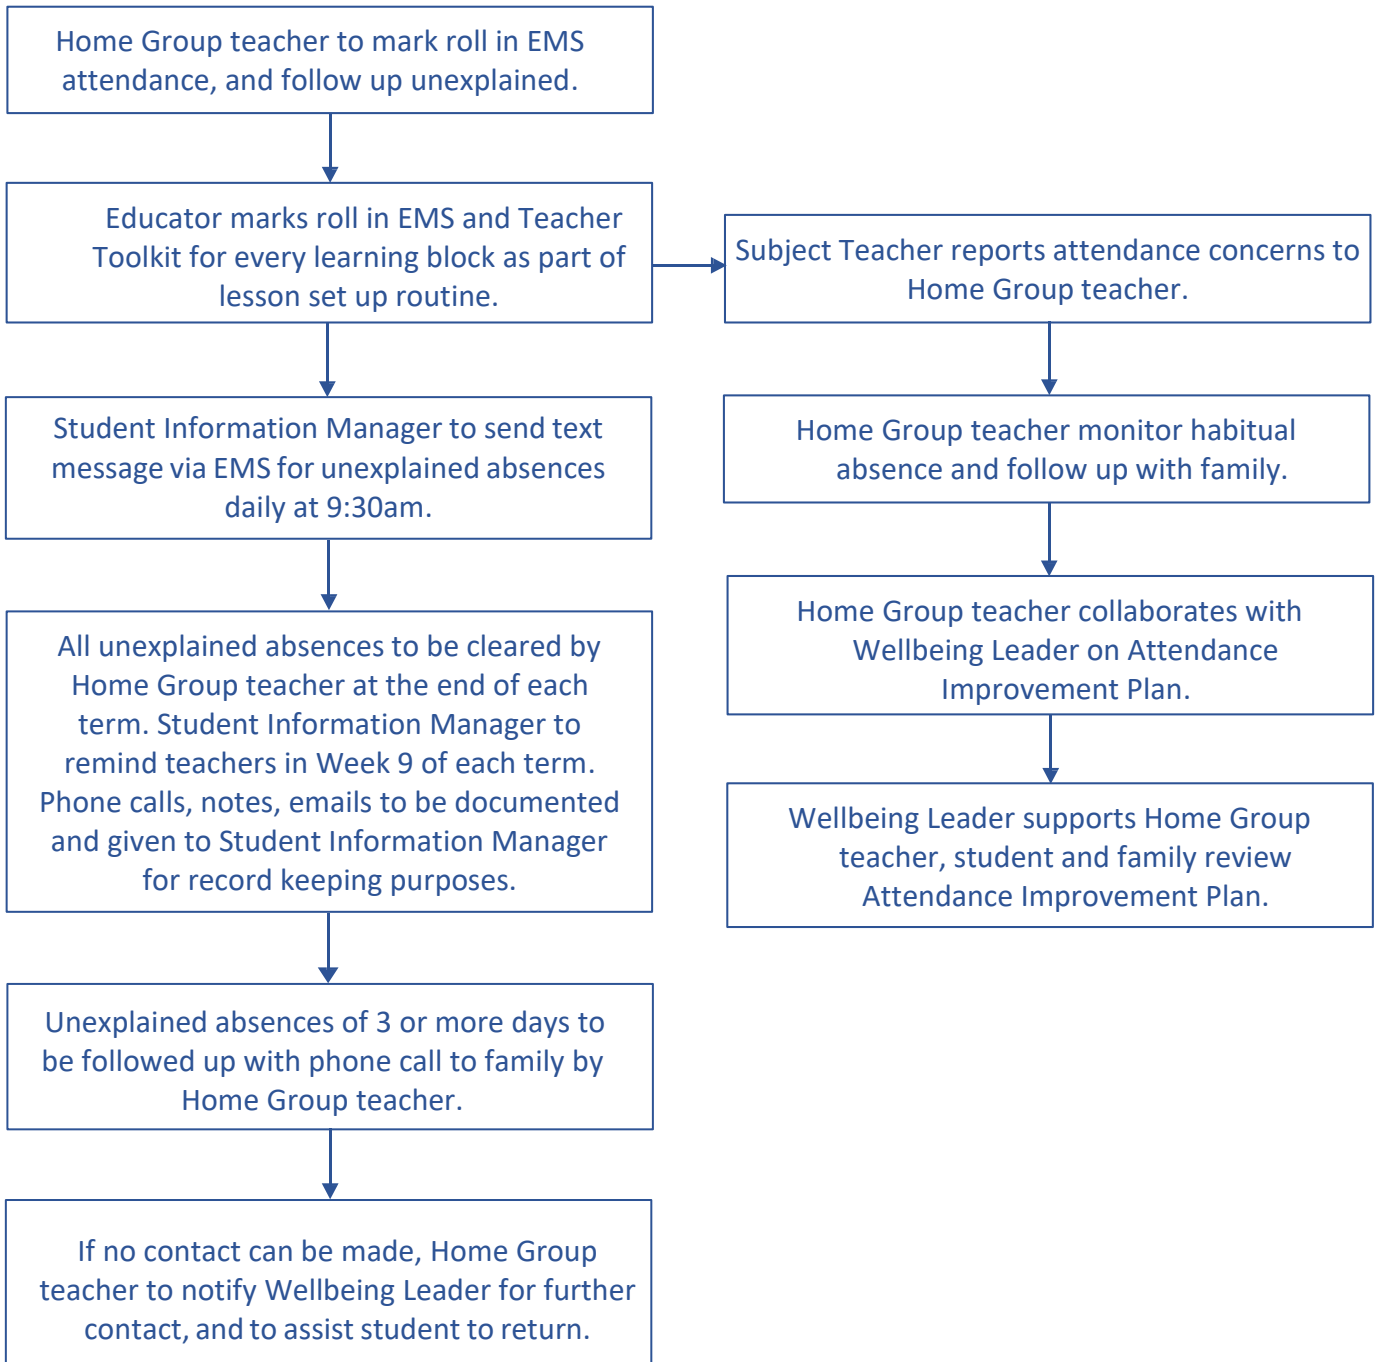 Home Group teacher to mark roll in EMS
attendance, and follow up unexplained.
Educator marks roll in EMS and Teacher
Toolkit for every learning block as part of
lesson set up routine.
Subject Teacher reports attendance concerns to
Home Group teacher.
Student Information Manager to send text
message via EMS for unexplained absences
daily at 9:30am.
Home Group teacher monitor habitual
absence and follow up with family.
All unexplained absences to be cleared by
Home Group teacher at the end of each
term. Student Information Manager to
remind teachers in Week 9 of each term.
Phone calls, notes, emails to be documented
and given to Student Information Manager
for record keeping purposes.
Home Group teacher collaborates with
Wellbeing Leader on Attendance
Improvement Plan.
Wellbeing Leader supports Home Group
teacher, student and family review
Attendance Improvement Plan.
Unexplained absences of 3 or more days to
be followed up with phone call to family by
Home Group teacher.
If no contact can be made, Home Group
teacher to notify Wellbeing Leader for further
contact, and to assist student to return.